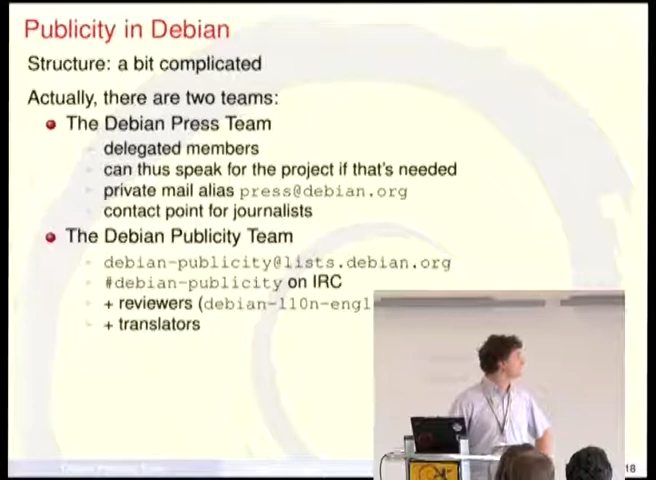 Publicity in Debian
Structure: a bit complicated
Actually, there are two teams:
The Debian Press Team
delegated members
can thus speak for the project if that's needed
private mail alias press@debian.org
contact point for journalists
The Debian Publicity Team
debian-publicity@lists.debian.org
#debian-publicity on IRC
+ reviewers (debian-l10n-engl
+ translators
18